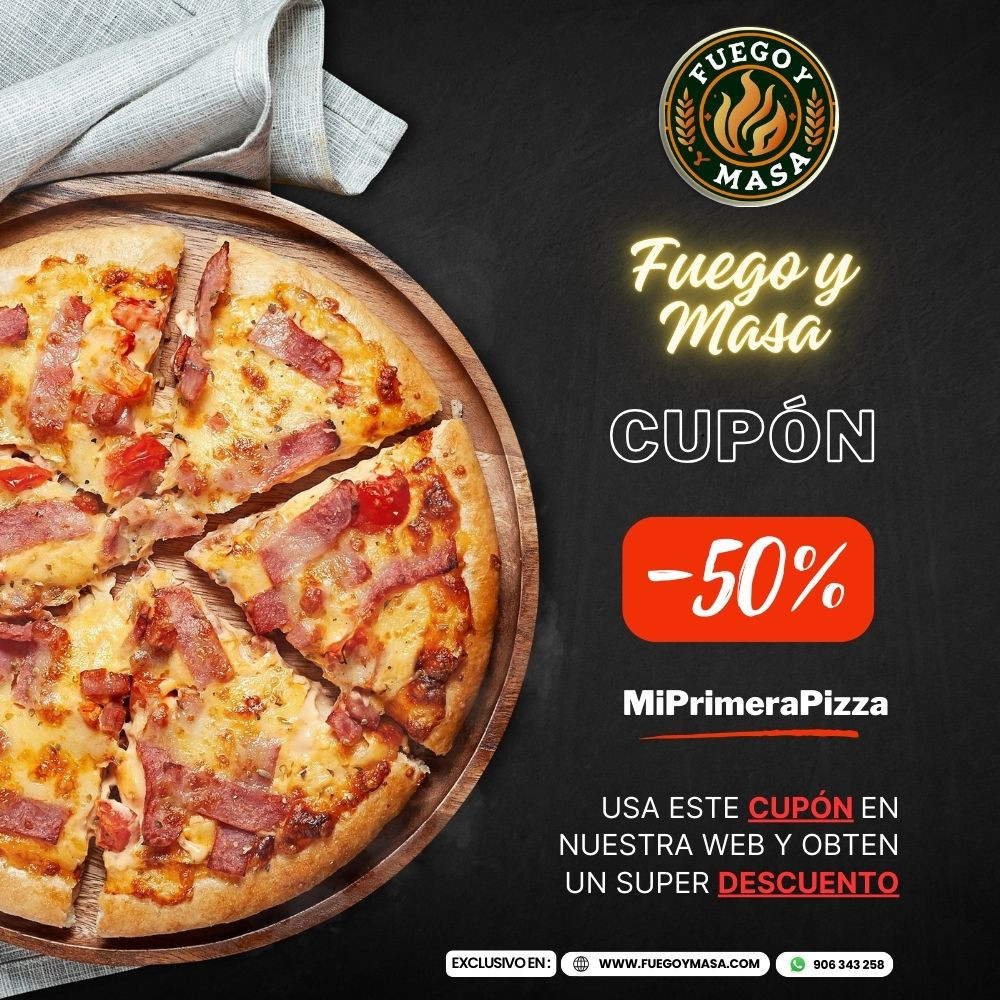 FUEGO Y
Y MASA
Fuego y
Masa
CUPÓN
-50%
MiPrimeraPizza
USA ESTE CUPÓN EN
NUESTRA WEB Y OBTEN
UN SUPER DESCUENTO
EXCLUSIVO EN: WWW.FUEGOYMASA.COM 906 343 258